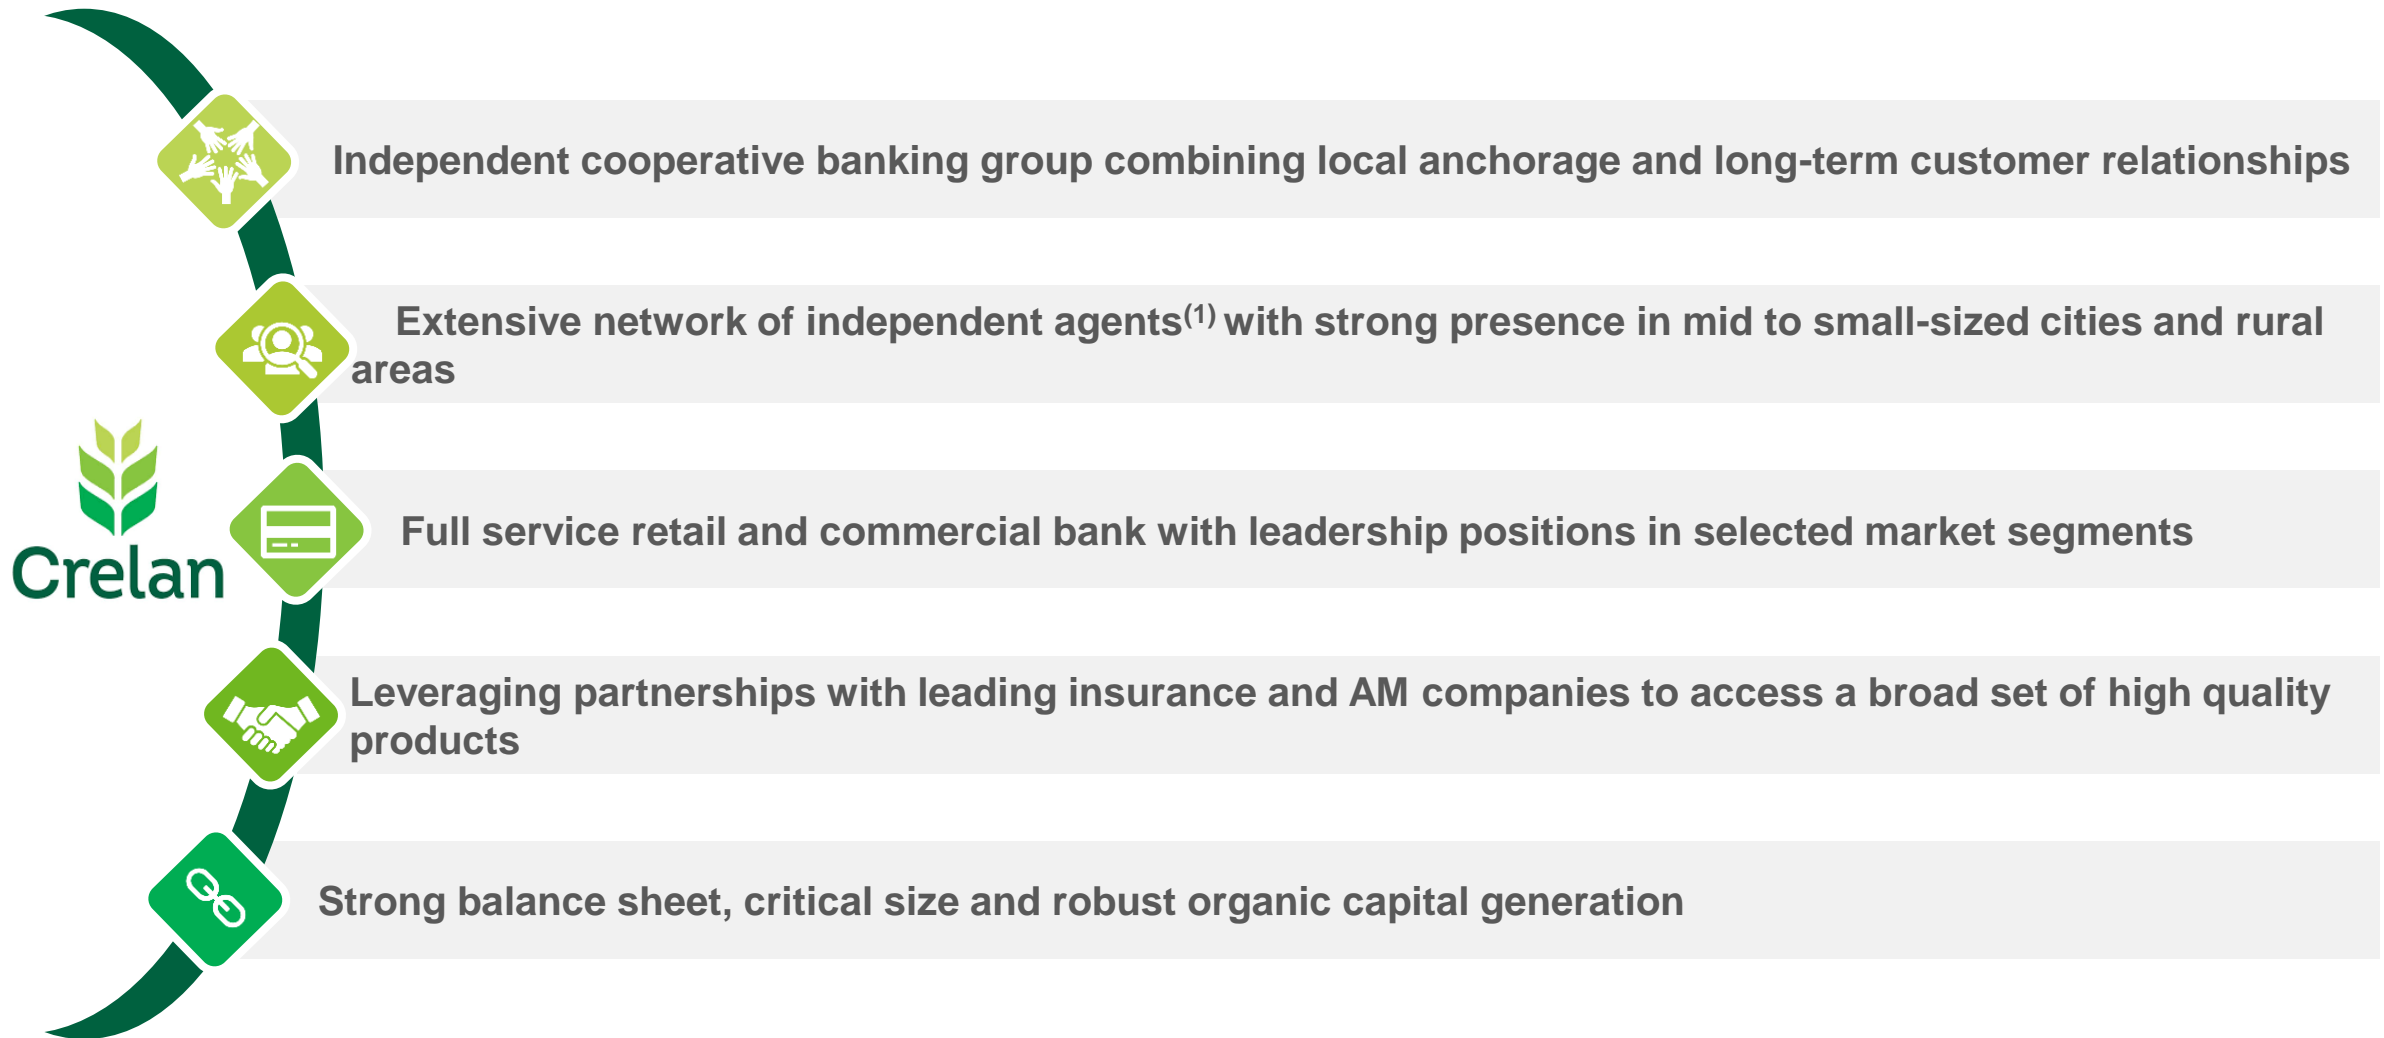 Independent cooperative banking group combining local anchorage and long-term customer relationships
Extensive network of independent agents(1) with strong presence in mid to small-sized cities and rural
areas
Crelan
Full service retail and commercial bank with leadership positions in selected market segments
Leveraging partnerships with leading insurance and AM companies to access a broad set of high quality
products
Strong balance sheet, critical size and robust organic capital generation